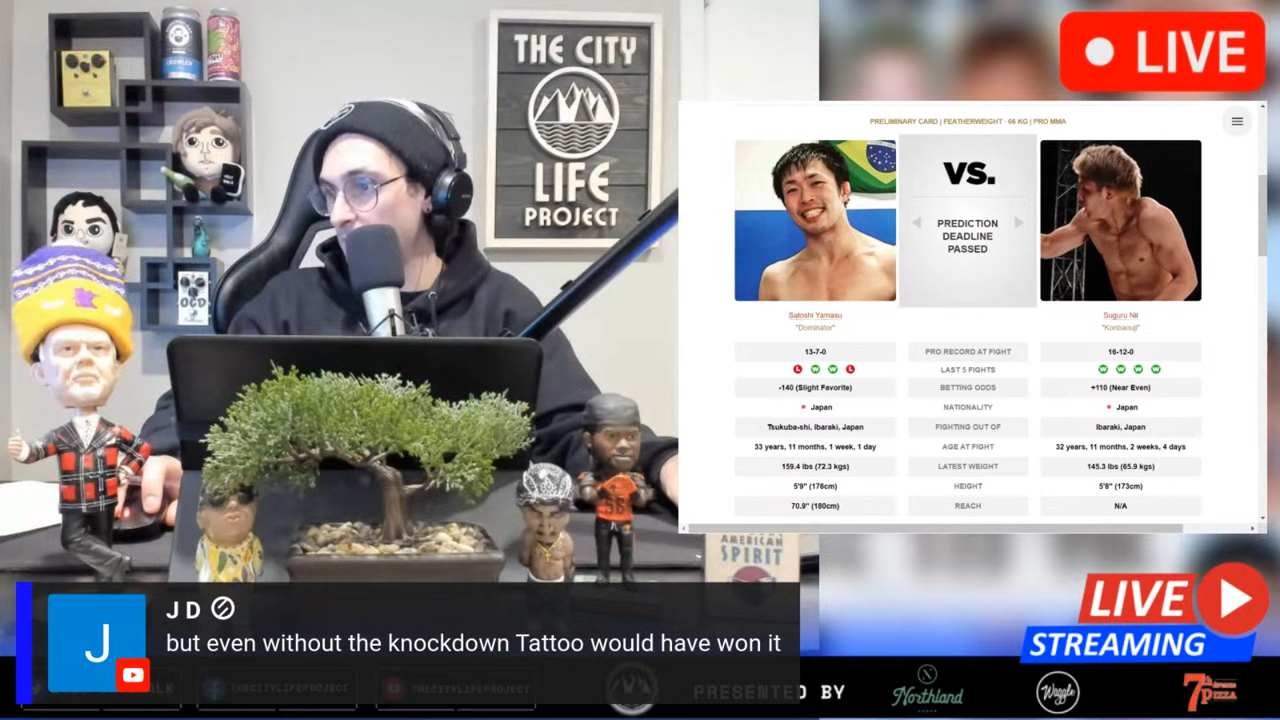 THE CITY
LIFE
PROJECT
LIVE
PRELIMINARY CARD | FEATHERWEIGHT · 66 KG | PRO MMA
VS.
PREDICTION
DEADLINE
PASSED
Satoshi Yamasu
Suguru Nii
"Dominator"
"Konbaouji"
13-7-0 PRO RECORD AT FIGHT 16-12-0
L W W L LAST 5 FIGHTS W W W W
-140 (Slight Favorite) BETTING ODDS +110 (Near Even)
Japan NATIONALITY Japan
Tsukuba-shi, Ibaraki, Japan FIGHTING OUT OF Ibaraki, Japan
33 years, 11 months, 1 week, 1 day AGE AT FIGHT 32 years, 11 months, 2 weeks, 4 days
159.4 lbs (72.3 kgs) LATEST WEIGHT 145.3 lbs (65.9 kgs)
5'9" (176cm) HEIGHT 5'8" (173cm)
70.9" (180cm) REACH N/A
OCD
AMERICAN
SPIRIT
J
J D
but even without the knockdown Tattoo would have won it
LIVE
STREAMING
THECITYLIFEPROJECT
THECITYLIFEPROJECT
PRESENTED BY
Northland
Waggle
7th
PIZZA